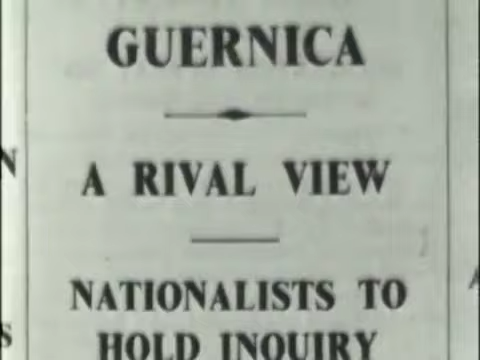 GUERNICA
A RIVAL VIEW
NATIONALISTS TO
HOLD INQUIRY